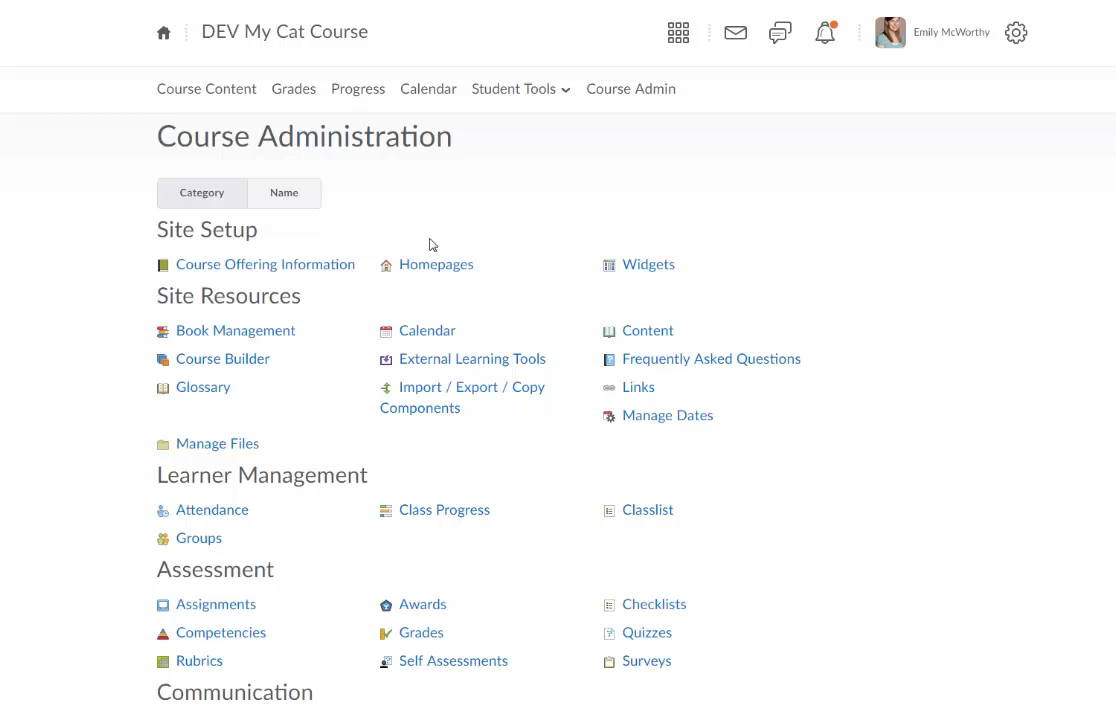 DEV My Cat Course
Emily McWorthy
Course Content Grades Progress Calendar Student Tools Course Admin
Course Administration
Category Name
Site Setup
Course Offering Information Homepages Widgets
Site Resources
Book Management Calendar Content
Course Builder External Learning Tools Frequently Asked Questions
Glossary Import / Export / Copy Links
Components
Manage Dates
Manage Files
Learner Management
Attendance Class Progress Classlist
Groups
Assessment
Assignments Awards Checklists
Competencies Grades Quizzes
Rubrics Self Assessments Surveys
Communication